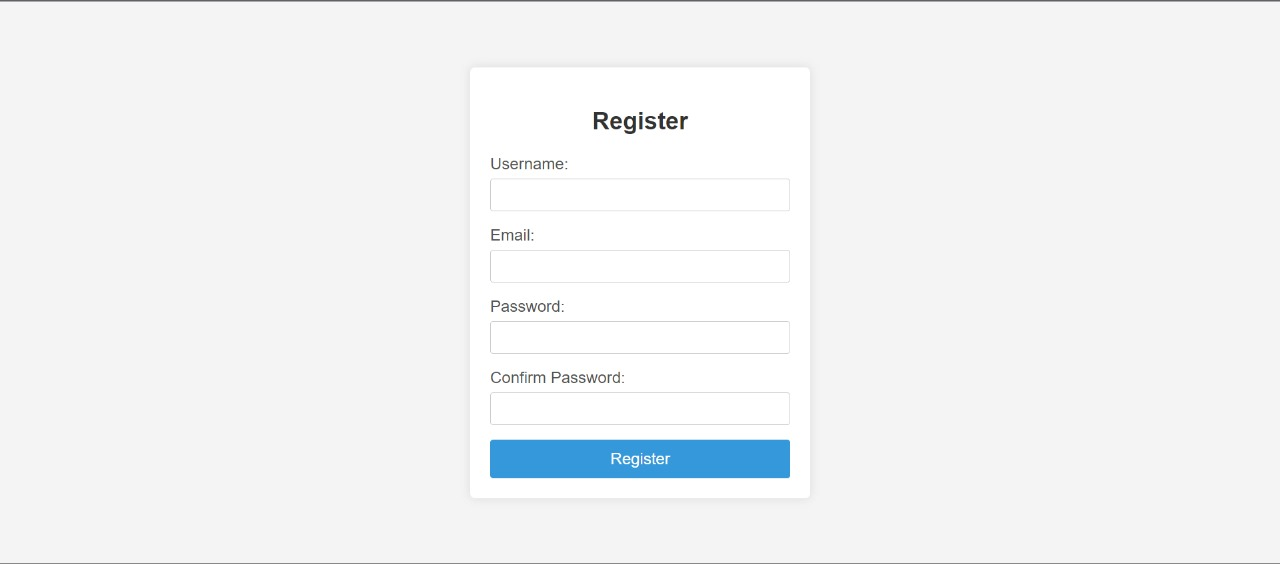 Register
Username:
Email:
Password:
Confirm Password:
Register